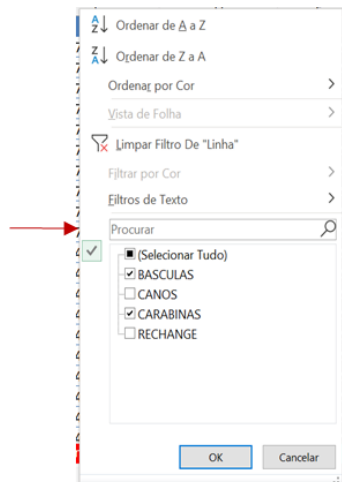 Ordenar de A a Z
Ordenar de Z a A
Ordenar por Cor
Vista de Folha
Limpar Filtro De "Linha"
Filtrar por Cor
Filtros de Texto
Procurar
(Selecionar Tudo)
BASCULAS
CANOS
CARABINAS
RECHANGE
OK Cancelar